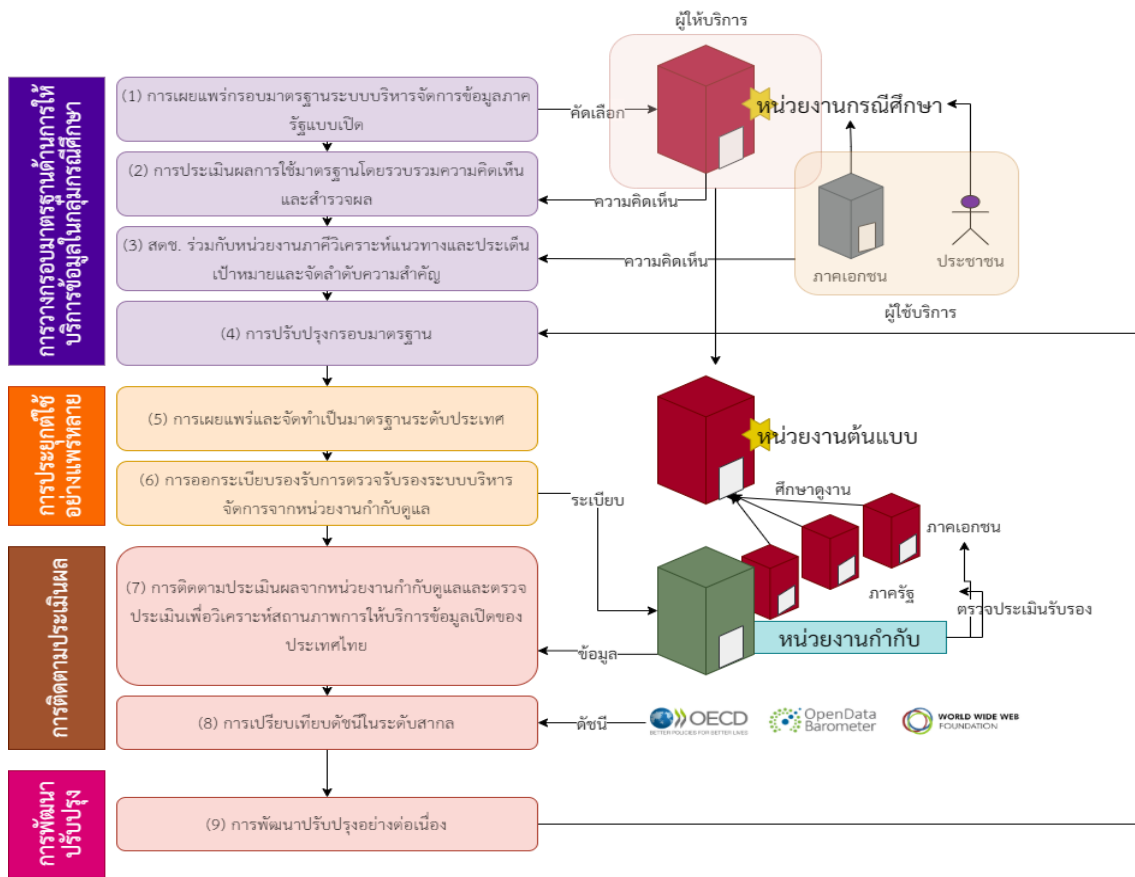 ผู้ให้บริการ
การวางกรอบมาตรฐานด้านการให้
บริการข้อมูลในกลุ่มกรณีศึกษา
(1) การเผยแพร่กรอบมาตรฐานระบบบริหารจัดการข้อมูลภาค
รัฐแบบเปิด
คัดเลือก
หน่วยงานกรณีศึกษา
(2) การประเมินผลการใช้มาตรฐานโดยรวบรวมความคิดเห็น
และสำรวจผล
ความคิดเห็น
(3) สตช. ร่วมกับหน่วยงานภาคีวิเคราะห์แนวทางและประเด็น
เป้าหมายและจัดลำดับความสำคัญ
ความคิดเห็น
ภาคเอกชน
ประชาชน
ผู้ใช้บริการ
(4) การปรับปรุงกรอบมาตรฐาน
การประยุกต์ใช้
อย่างแพร่หลาย
(5) การเผยแพร่และจัดทำเป็นมาตรฐานระดับประเทศ
หน่วยงานต้นแบบ
(6) การออกระเบียบรองรับการตรวจรับรองระบบบริหาร
จัดการจากหน่วยงานกำกับดูแล
ระเบียบ
ศึกษาดูงาน
ภาคเอกชน
ภาครัฐ
ตรวจประเมินรับรอง
การติดตามประเมินผล
(7) การติดตามประเมินผลจากหน่วยงานกำกับดูแลและตรวจ
ประเมินเพื่อวิเคราะห์สถานภาพการให้บริการข้อมูลเปิดของ
ประเทศไทย
ข้อมูล
หน่วยงานกำกับ
(8) การเปรียบเทียบดัชนีในระดับสากล
ดัชนี
OECD
BETTER POLICIES FOR BETTER LIVES
OpenData
Barometer
WORLD WIDE WEB
FOUNDATION
การพัฒนา
ปรับปรุง
(9) การพัฒนาปรับปรุงอย่างต่อเนื่อง